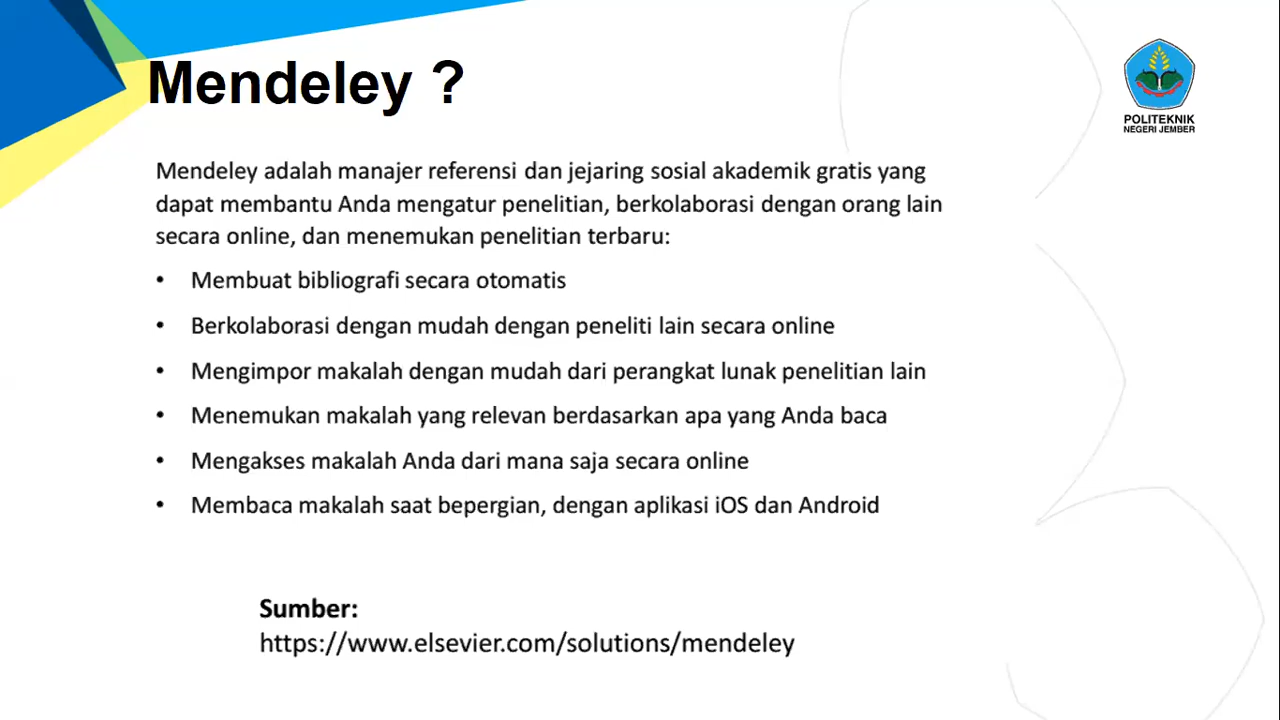 Mendeley ?
POLITEKNIK
NEGERI JEMBER
Mendeley adalah manajer referensi dan jejaring sosial akademik gratis yang
dapat membantu Anda mengatur penelitian, berkolaborasi dengan orang lain
secara online, dan menemukan penelitian terbaru:
• Membuat bibliografi secara otomatis
• Berkolaborasi dengan mudah dengan peneliti lain secara online
• Mengimpor makalah dengan mudah dari perangkat lunak penelitian lain
• Menemukan makalah yang relevan berdasarkan apa yang Anda baca
• Mengakses makalah Anda dari mana saja secara online
• Membaca makalah saat bepergian, dengan aplikasi iOS dan Android
Sumber:
https://www.elsevier.com/solutions/mendeley